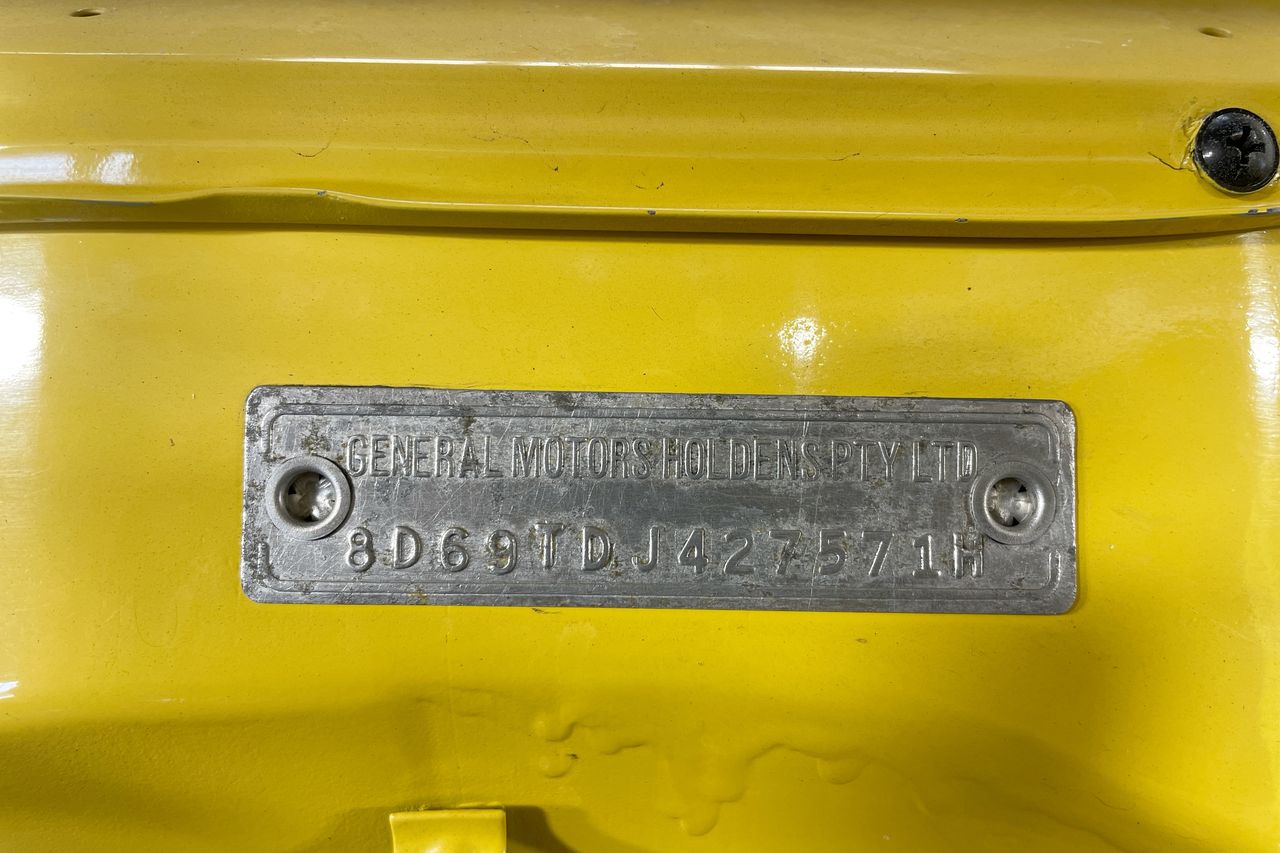 GENERAL MOTORS HOLDENS PTY LTD
8D69TDJ427571H